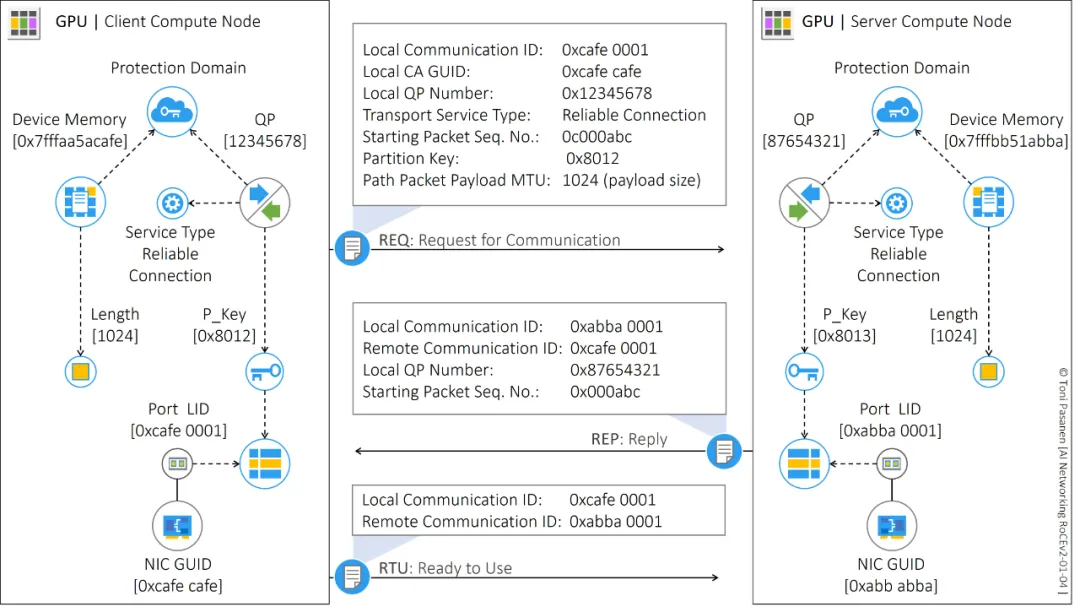 GPU | Client Compute Node
Protection Domain
Device Memory
[0x7fffaa5acafe]
QP
[12345678]
Service Type
Reliable
Connection
Length
[1024]
P_Key
[0x8012]
Port LID
[0xcafe 0001]
NIC GUID
[0xcafe cafe]
Local Communication ID: 0xcafe 0001
Local CA GUID: 0xcafe cafe
Local QP Number: 0x12345678
Transport Service Type: Reliable Connection
Starting Packet Seq. No.: 0c000abc
Partition Key: 0x8012
Path Packet Payload MTU: 1024 (payload size)
REQ: Request for Communication
Local Communication ID: 0xabba 0001
Remote Communication ID: 0xcafe 0001
Local QP Number: 0x87654321
Starting Packet Seq. No.: 0x000abc
REP: Reply
Local Communication ID: 0xcafe 0001
Remote Communication ID: 0xabba 0001
RTU: Ready to Use
GPU | Server Compute Node
Protection Domain
QP
[87654321]
Device Memory
[0x7fffbb51abba]
Service Type
Reliable
Connection
P_Key
[0x8013]
Length
[1024]
Port LID
[0xabba 0001]
NIC GUID
[0xabb abba]
© Toni Pasanen [AI Networking RoCEv2-01-04 ]